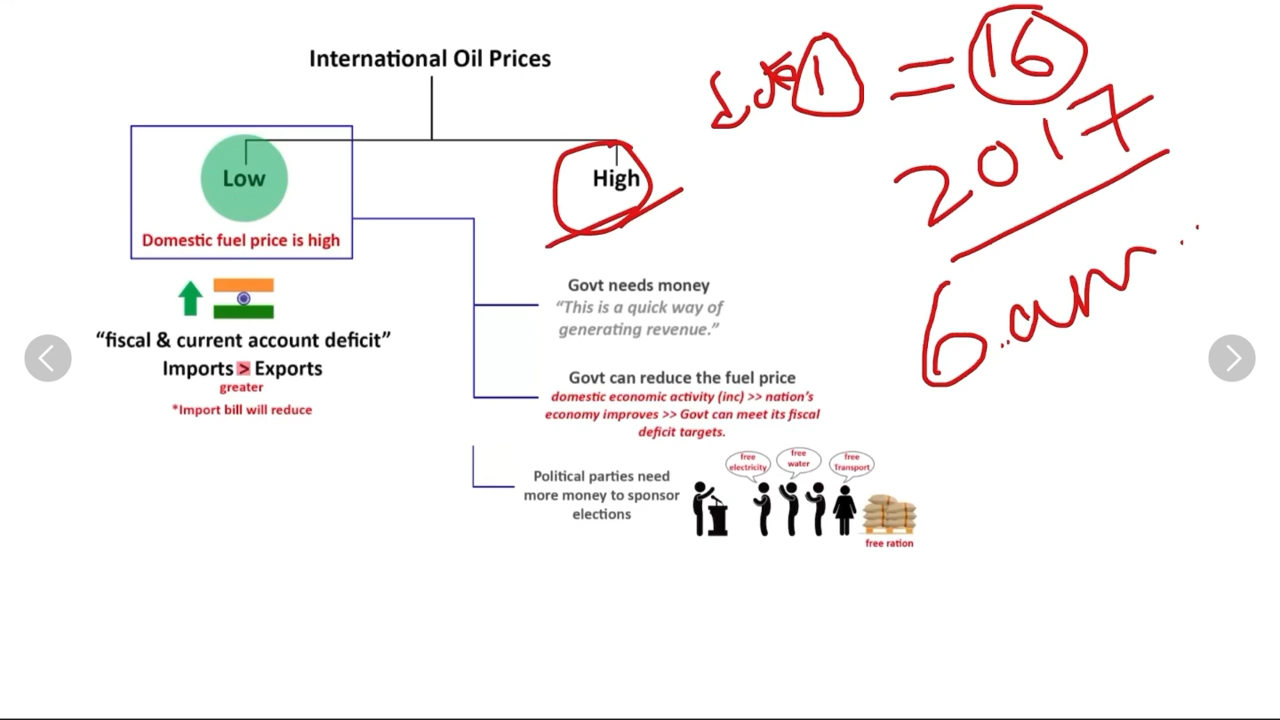 International Oil Prices
Low
High
Domestic fuel price is high
“fiscal & current account deficit”
Imports > Exports
greater
*Import bill will reduce
Govt needs money
“This is a quick way of
generating revenue.”
Govt can reduce the fuel price
domestic economic activity (inc) >> nation’s
economy improves >> Govt can meet its fiscal
deficit targets.
Political parties need
more money to sponsor
elections
free
electricity
free
water
free
Transport
free ration
1 = 16
2017
6 am